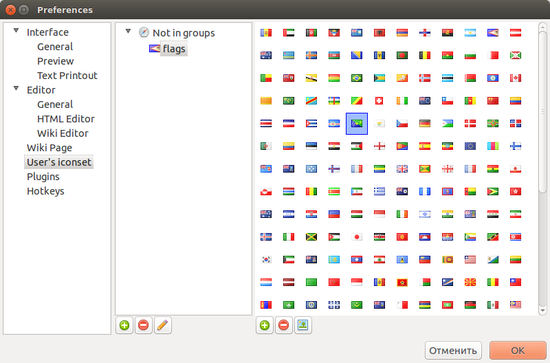 Preferences
Interface
General
Preview
Text Printout
Editor
General
HTML Editor
Wiki Editor
Wiki Page
User's iconset
Plugins
Hotkeys
Not in groups
flags
Отменить
OK